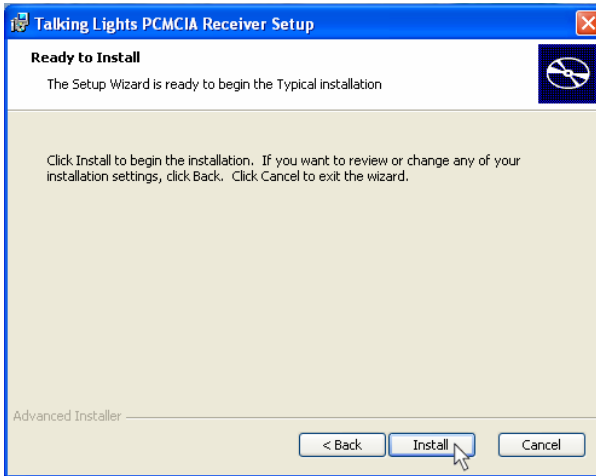 Talking Lights PCMCIA Receiver Setup
Ready to Install
The Setup Wizard is ready to begin the Typical installation
Click Install to begin the installation. If you want to review or change any of your
installation settings, click Back. Click Cancel to exit the wizard.
Advanced Installer
< Back Install Cancel